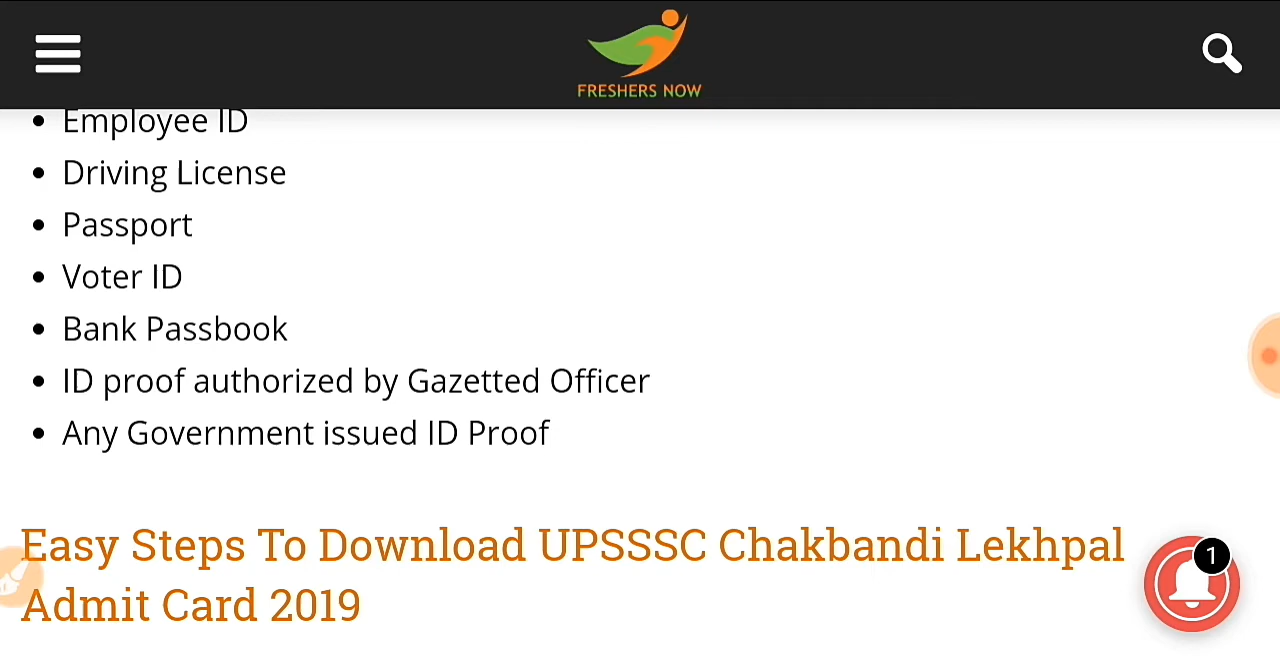 FRESHERS NOW
Employee ID
Driving License
Passport
Voter ID
Bank Passbook
ID proof authorized by Gazetted Officer
Any Government issued ID Proof
Easy Steps To Download UPSSSC Chakbandi Lekhpal
Admit Card 2019
1